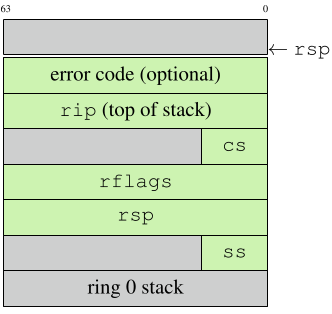 63 0
← rsp
error code (optional)
rip (top of stack)
cs
rflags
rsp
ss
ring 0 stack